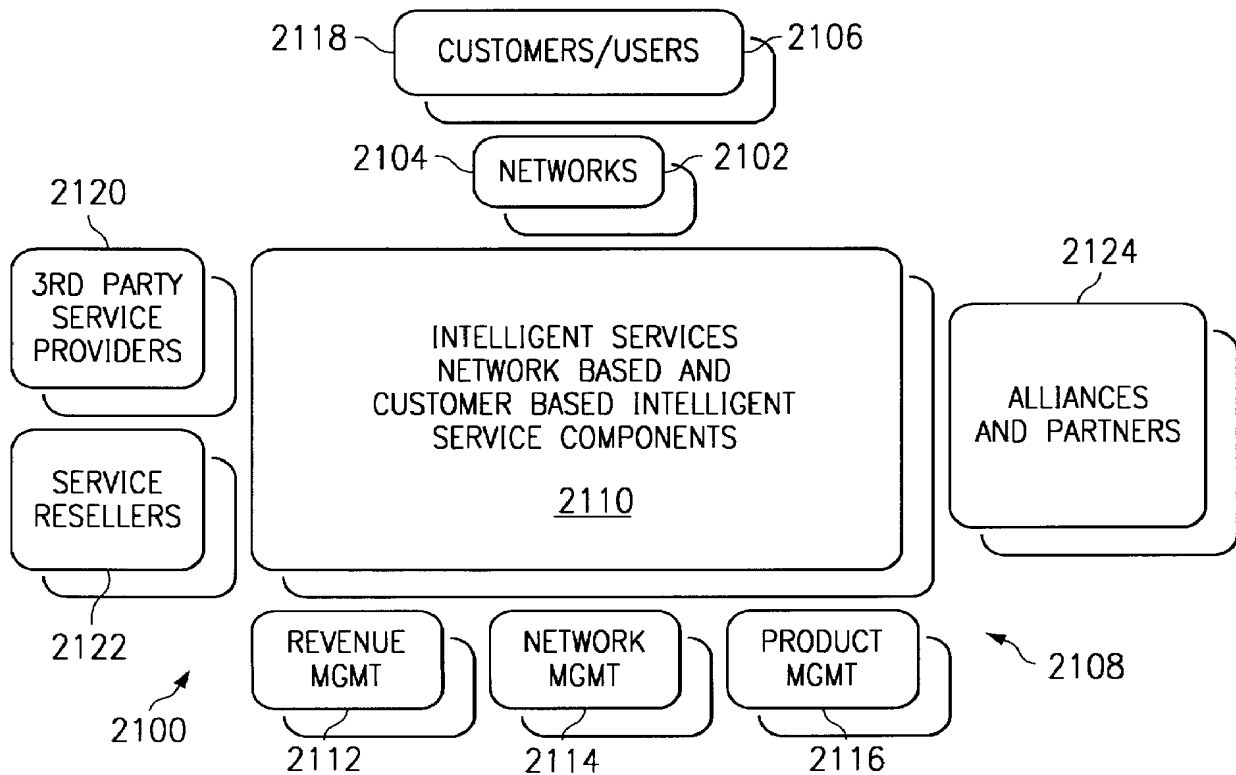 2118
CUSTOMERS/USERS
2106
2104
NETWORKS
2102
2120
3RD PARTY
SERVICE
PROVIDERS
INTELLIGENT SERVICES
NETWORK BASED AND
CUSTOMER BASED INTELLIGENT
SERVICE COMPONENTS
2110
2124
ALLIANCES
AND PARTNERS
SERVICE
RESELLERS
2122
2100
REVENUE
MGMT
2112
NETWORK
MGMT
2114
PRODUCT
MGMT
2116
2108